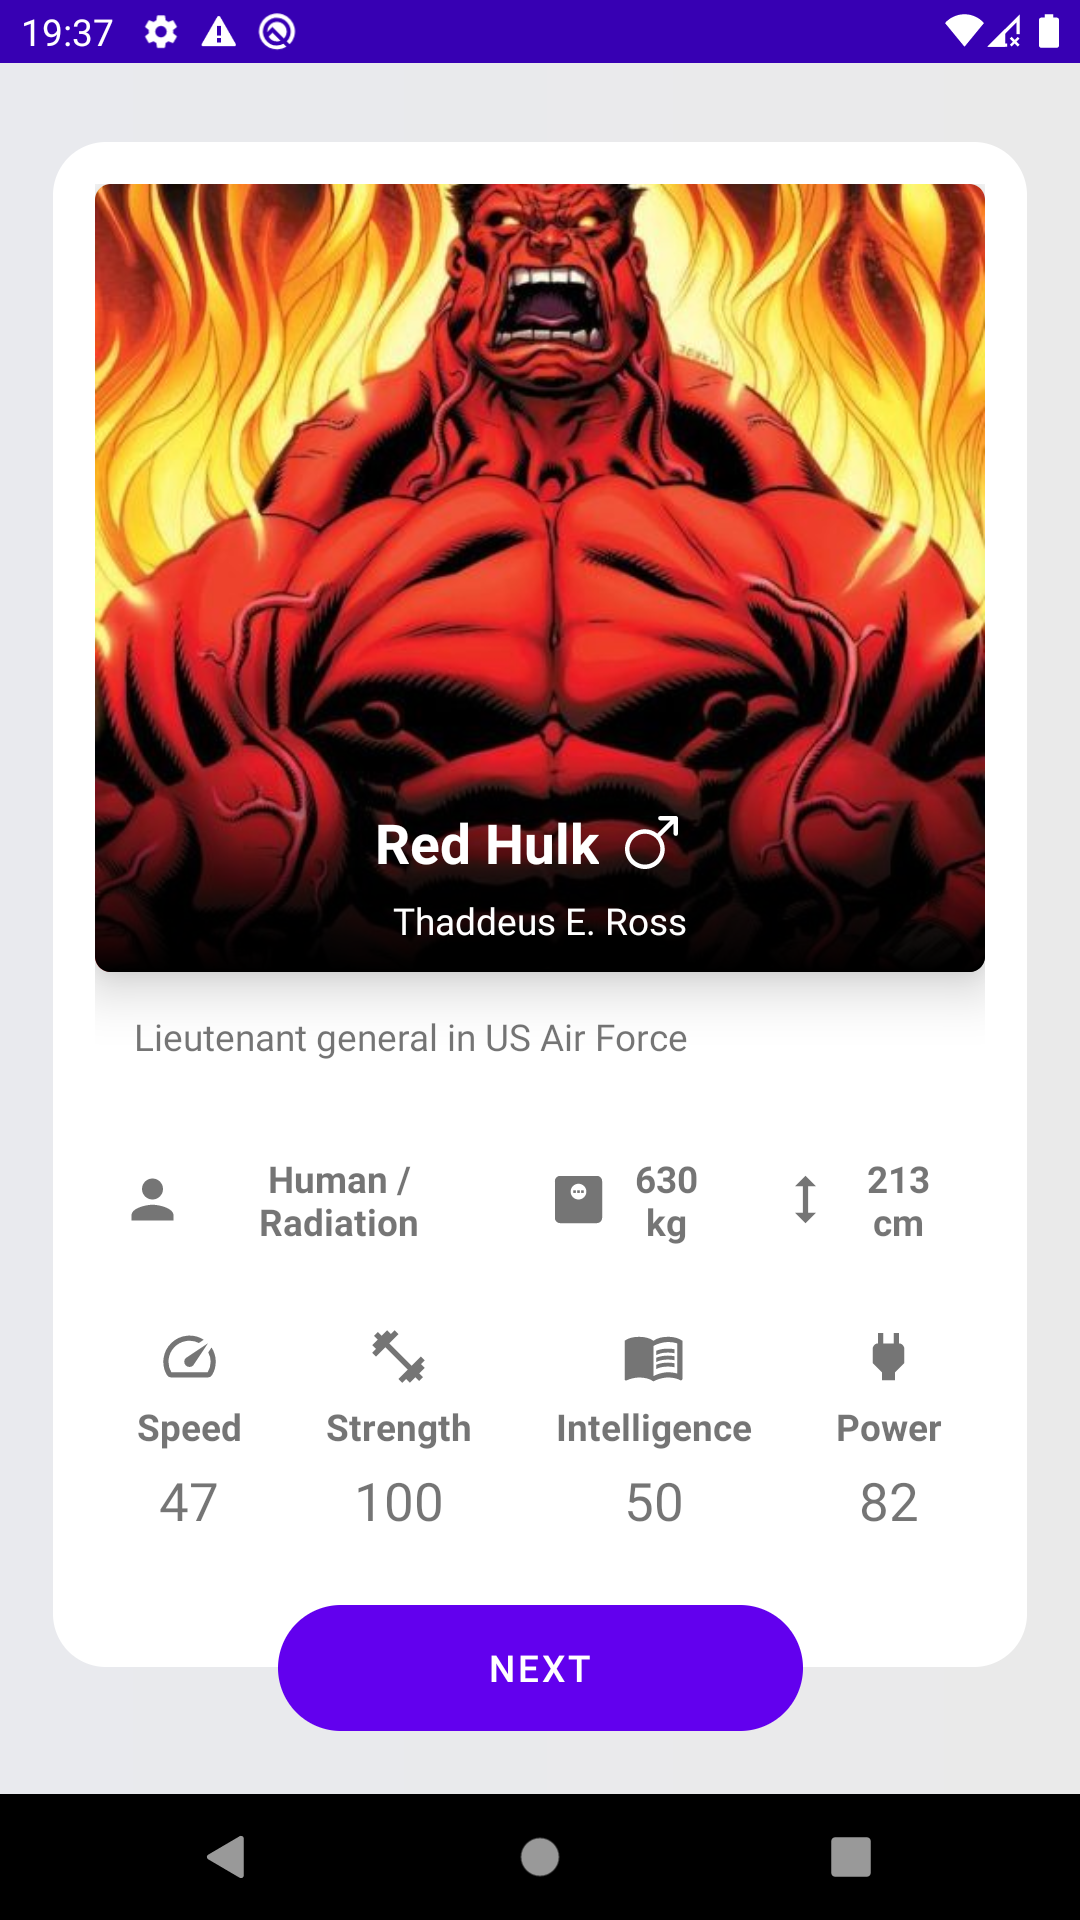 19:37
Red Hulk
Thaddeus E. Ross
Lieutenant general in US Air Force
Human /
Radiation
630
kg
213
cm
Speed
Strength
Intelligence
Power
47
100
50
82
NEXT